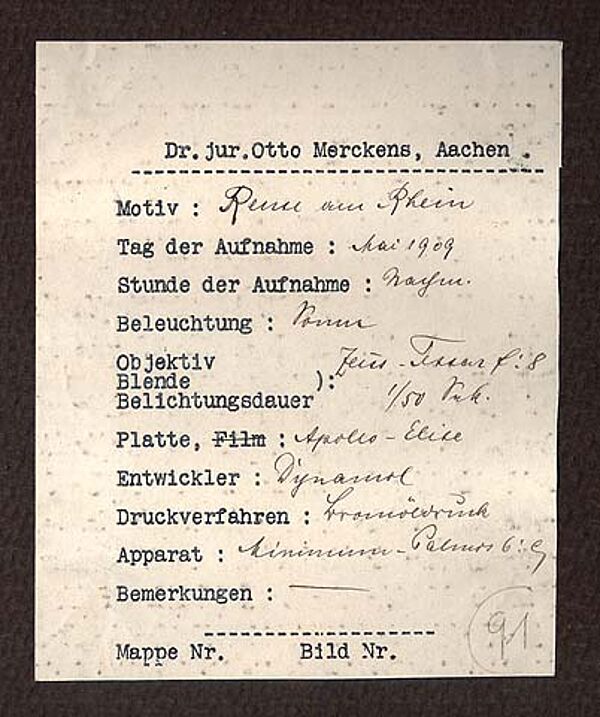 Dr. jur. Otto Merckens, Aachen.
Motiv : Rense am Rhein
Tag der Aufnahme : Mai 1909
Stunde der Aufnahme : Nachm.
Beleuchtung : Sonne
Objektiv Zeiss-Tessar f:8
Blende ):
Belichtungsdauer 1/50 Sek.
Platte, Film : Apollo-Elise
Entwickler : Dynamol
Druckverfahren : Bromöldruck
Apparat : Minimum-Palmos 6:9
Bemerkungen : —
Mappe Nr. Bild Nr.
91